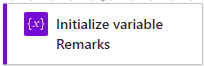 {x}
Initialize variable
Remarks